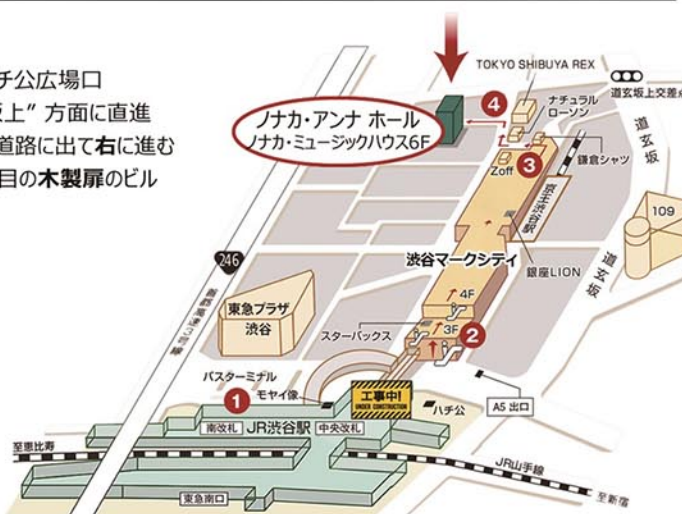 チ公広場口
坂上” 方面に直進
道路に出て右に進む
目の木製扉のビル
TOKYO SHIBUYA REX
道玄坂上交差点
④
ナチュラル
ローソン
ノナカ・アンナ ホール
ノナカ・ミュージックハウス6F
道玄坂
鎌倉シャツ
③
Zoff
京王渋谷駅
109
渋谷マークシティ
銀座LION
道玄坂
246
首都高速3号線
4F
東急プラザ
渋谷
スターバックス
3F
②
バスターミナル
モヤイ像
工事中!
UNDER CONSTRUCTION
ハチ公
A5 出口
①
南改札
JR渋谷駅
中央改札
至恵比寿
JR山手線
至新宿
東急南口